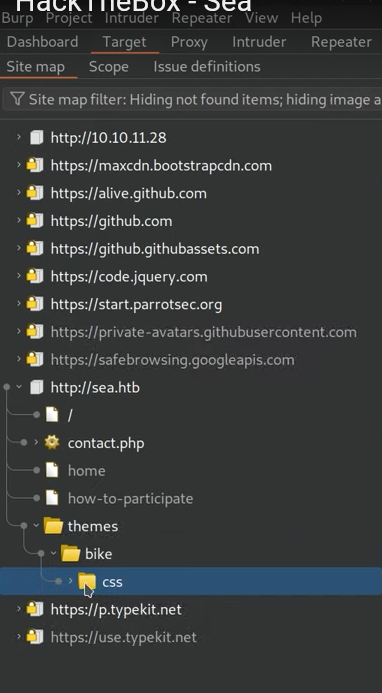 HackTheBox - Sea
Burp Project Intruder Repeater View Help
Dashboard Target Proxy Intruder Repeater
Site map Scope Issue definitions
Site map filter: Hiding not found items; hiding image a
http://10.10.11.28
https://maxcdn.bootstrapcdn.com
https://alive.github.com
https://github.com
https://github.githubassets.com
https://code.jquery.com
https://start.parrotsec.org
https://private-avatars.githubusercontent.com
https://safebrowsing.googleapis.com
http://sea.htb
/
contact.php
home
how-to-participate
themes
bike
css
https://p.typekit.net
https://use.typekit.net